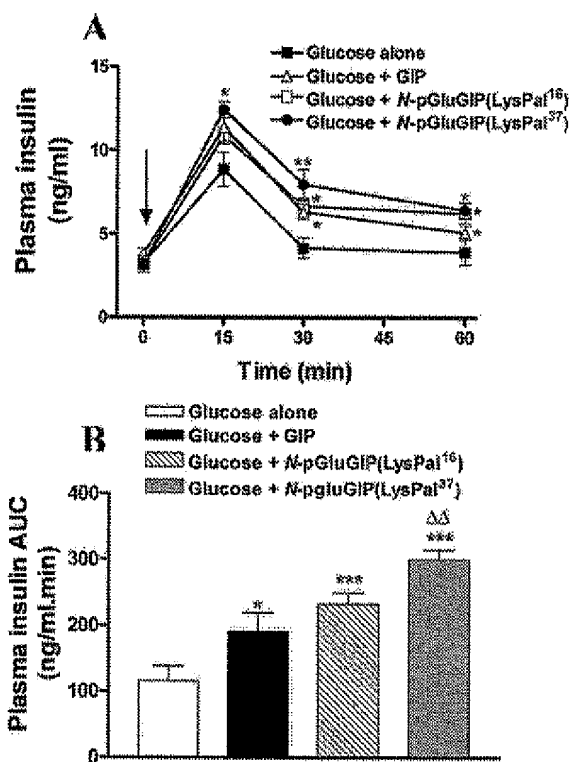 A
Glucose alone
Glucose + GIP
Glucose + N-pGluGIP(LysPal¹⁶)
Glucose + N-pGluGIP(LysPal³⁷)
Plasma insulin
(ng/ml)
15
10
5
0
*
**
*
*
*
*
*
0
15
30
45
60
Time (min)
B
Glucose alone
Glucose + GIP
Glucose + N-pGluGIP(LysPal¹⁶)
Glucose + N-pgluGIP(LysPal³⁷)
Plasma insulin AUC
(ng/ml.min)
400
300
200
100
0
*
***
ΔΔ
***